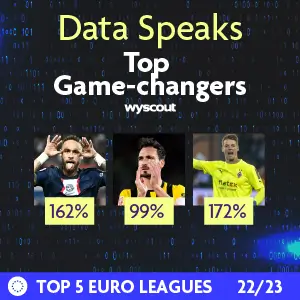 Data Speaks
Top
Game-changers
wyscout
162%
99%
172%
TOP 5 EURO LEAGUES 22/23